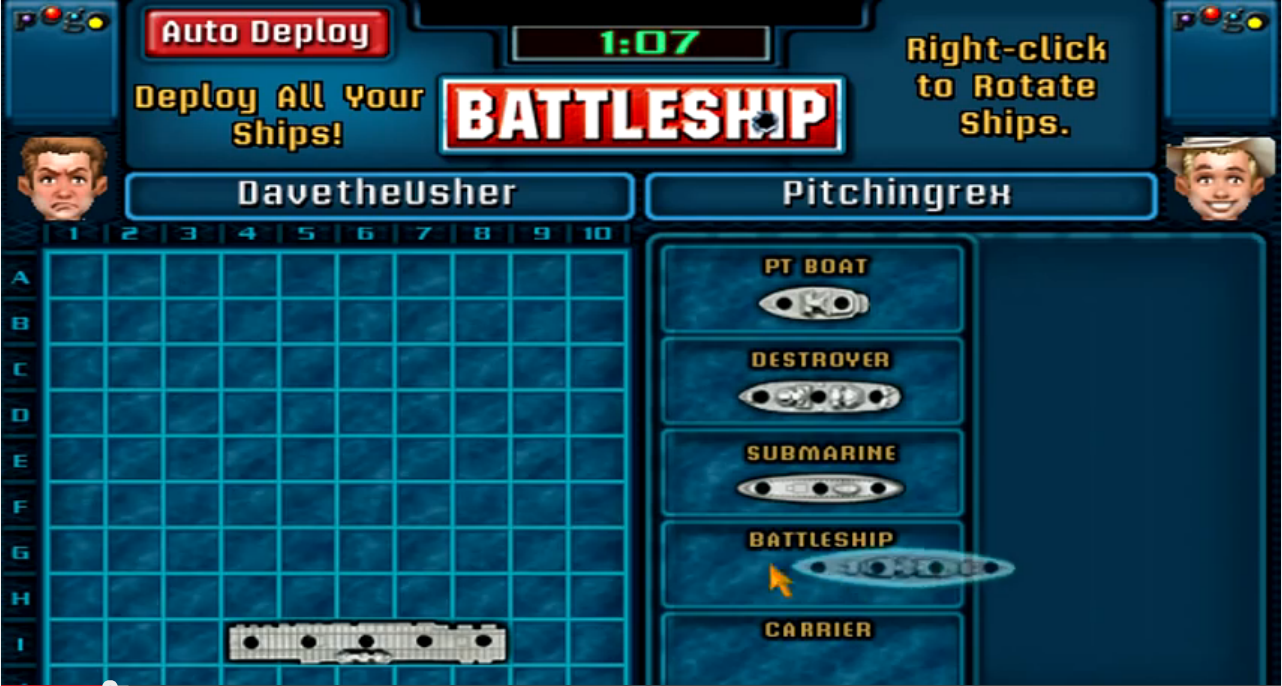 pogo
Auto Deploy
Deploy All Your
Ships!
1:07
BATTLESHIP
Right-click
to Rotate
Ships.
pogo
DavetheUsher
Pitchingrex
1 2 3 4 5 6 7 8 9 10
A
B
C
D
E
F
G
H
I
PT BOAT
DESTROYER
SUBMARINE
BATTLESHIP
CARRIER